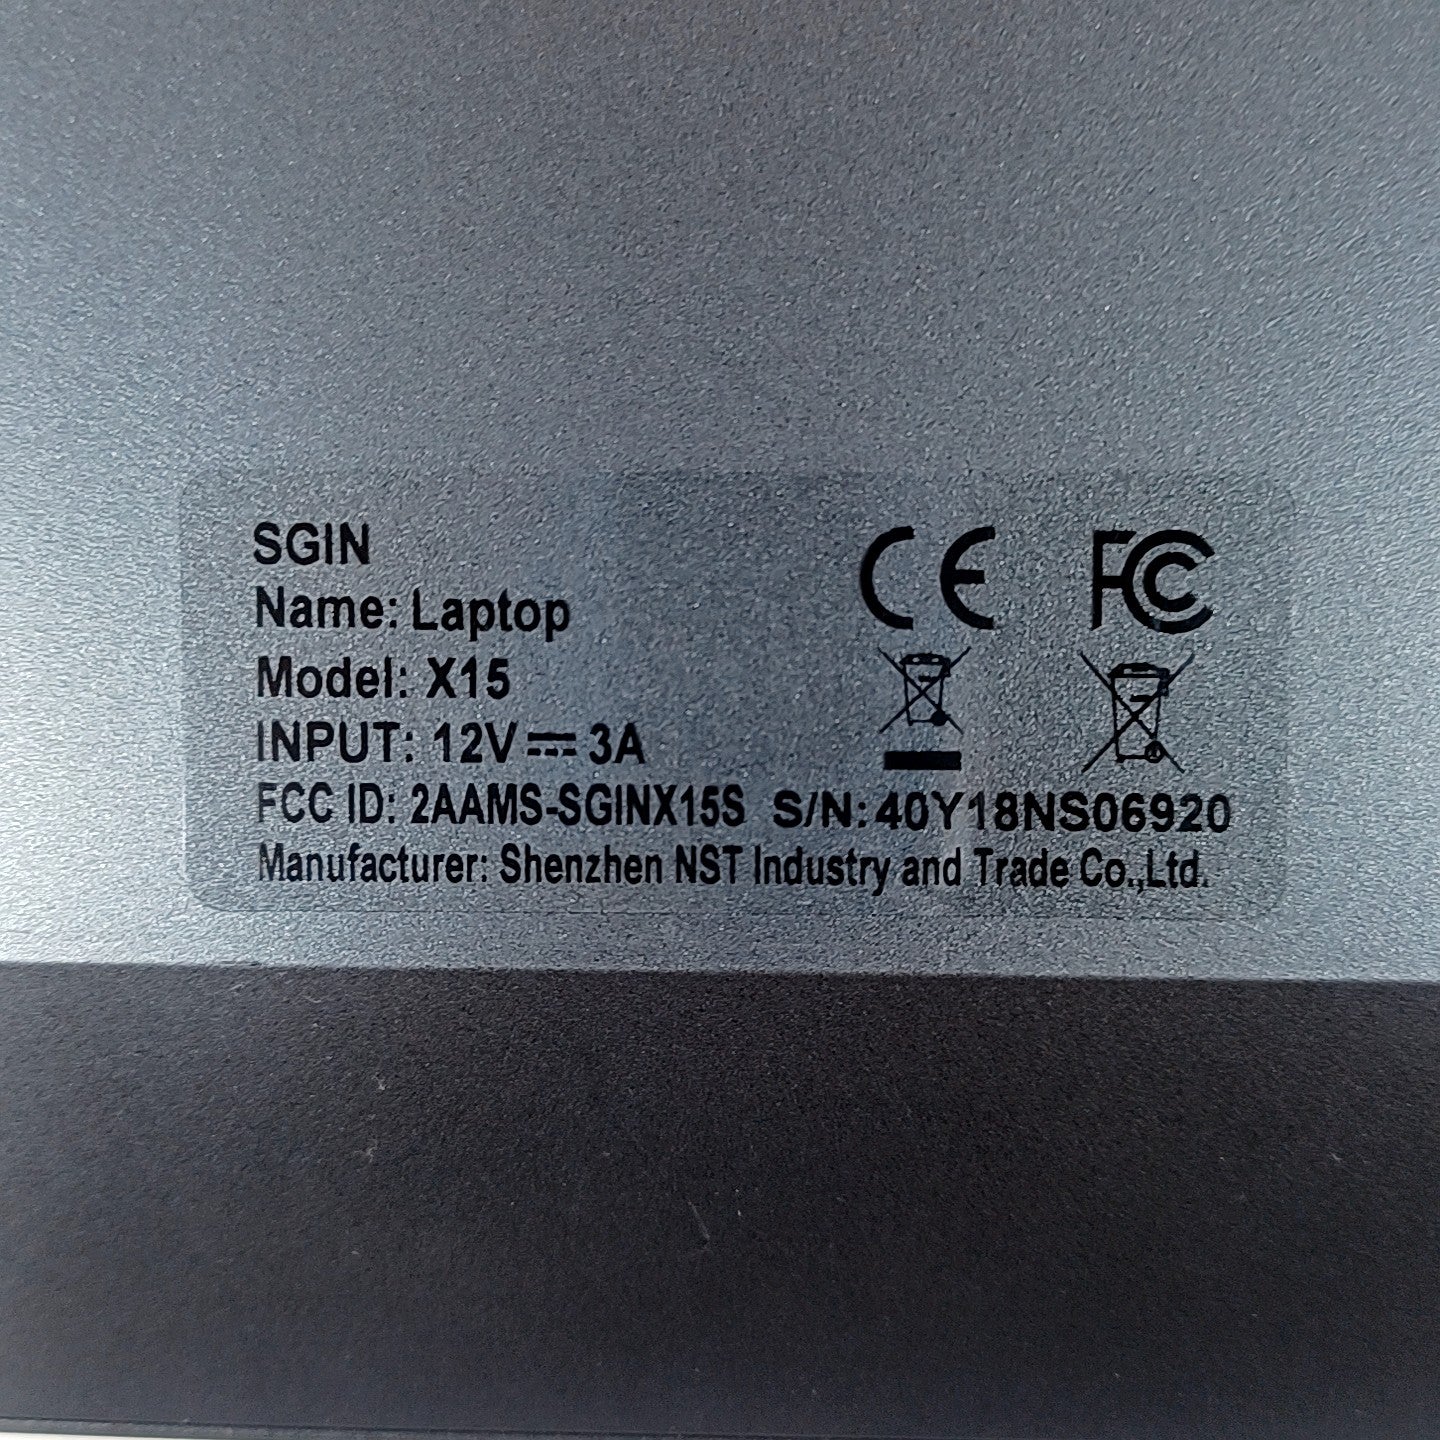 SGIN
Name: Laptop
Model: X15
INPUT: 12V⎓3A
FCC ID: 2AAMS-SGINX15S S/N:40Y18NS06920
Manufacturer: Shenzhen NST Industry and Trade Co.,Ltd.
CE FC